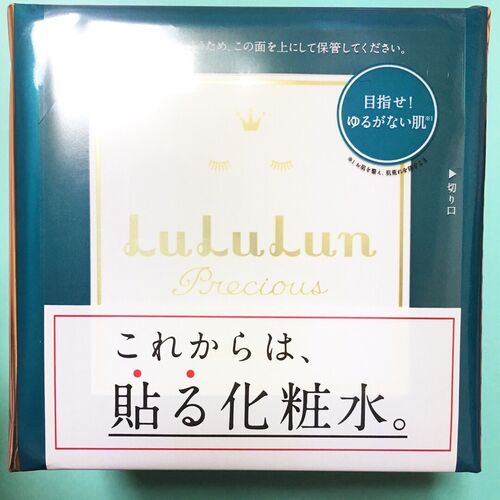 ため、この面を上にして保管してください。
目指せ!
ゆるがない肌※1
▶切り口
LuLuLun
Precious
これからは、
貼る化粧水。